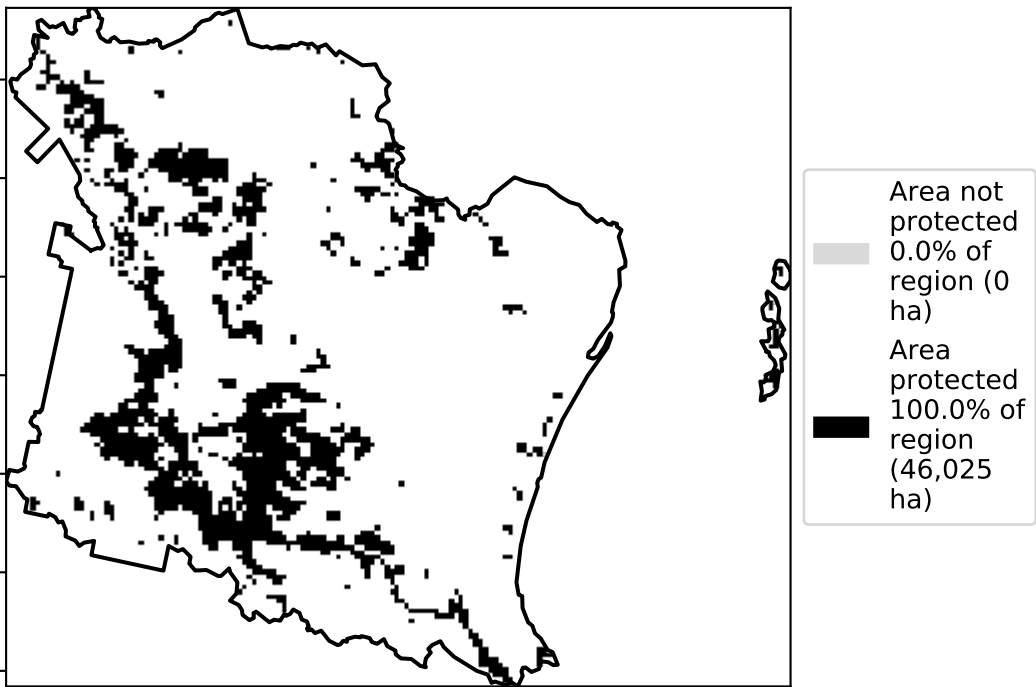 Area not
protected
0.0% of
region (0
ha)
Area
protected
100.0% of
region
(46,025
ha)